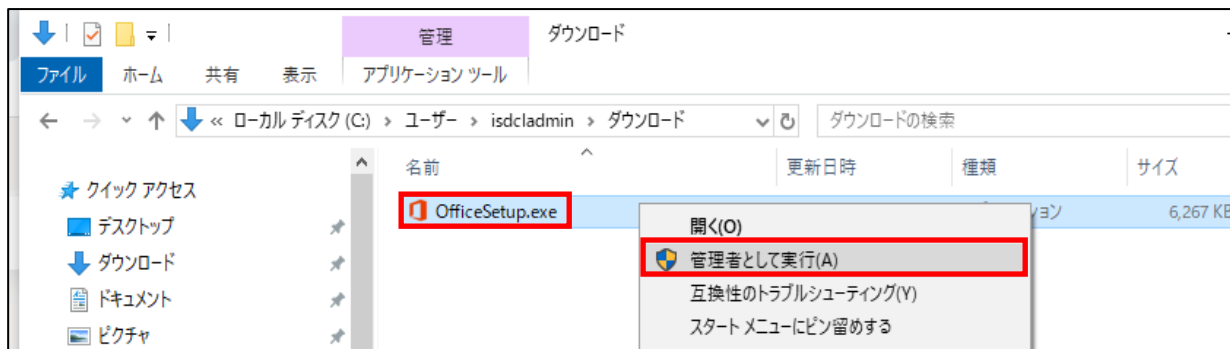 管理 ダウンロード
ファイル ホーム 共有 表示 アプリケーション ツール
« ローカル ディスク (C:) › ユーザー › isdcladmin › ダウンロード ダウンロードの検索
名前 更新日時 種類 サイズ
クイック アクセス
OfficeSetup.exe ション 6,267 KB
デスクトップ 開く(O)
ダウンロード 管理者として実行(A)
ドキュメント 互換性のトラブルシューティング(Y)
ピクチャ スタート メニューにピン留めする